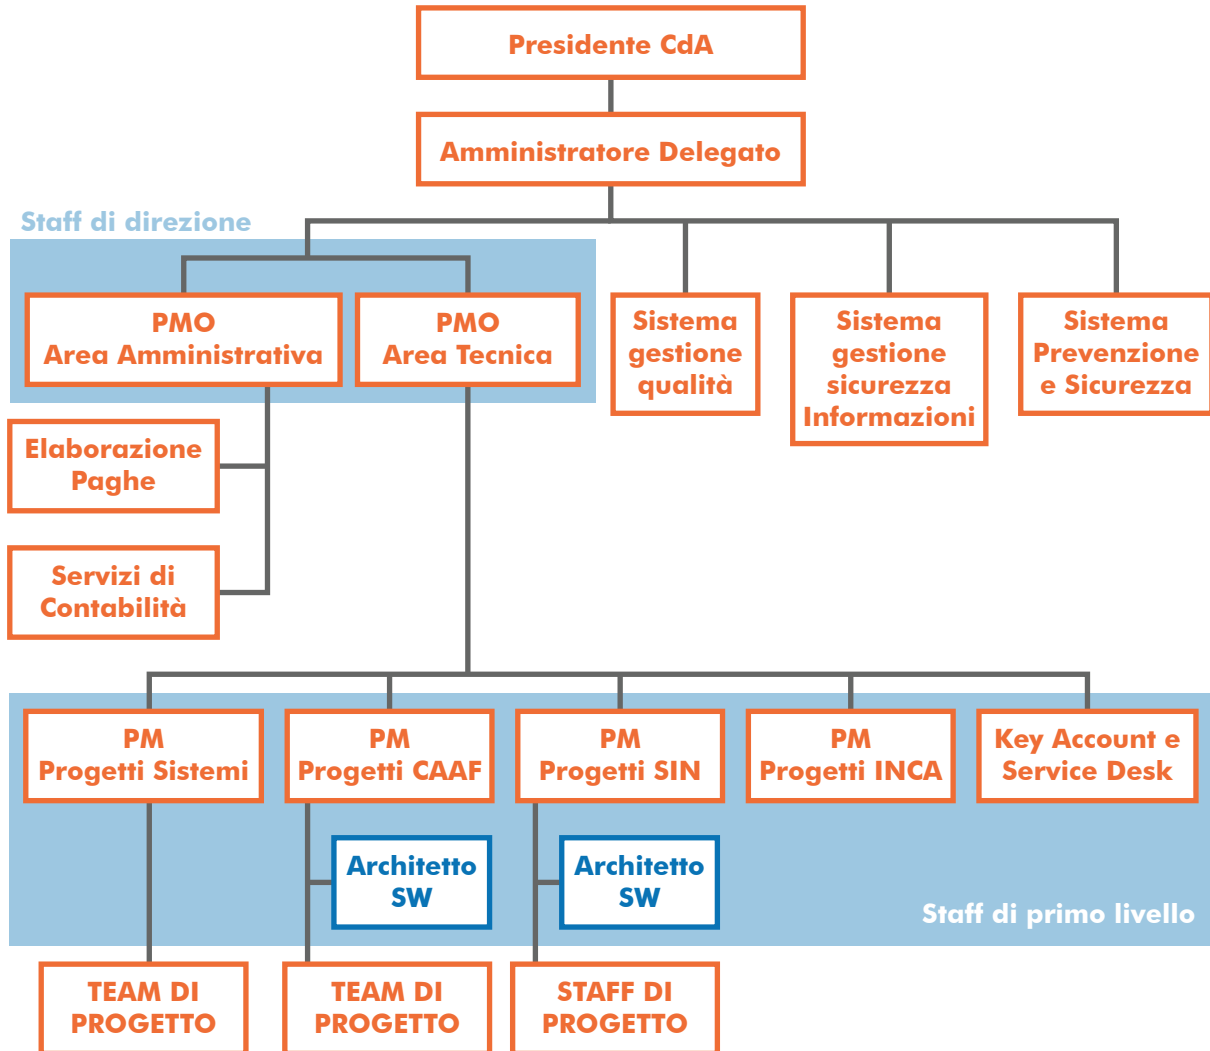 Presidente CdA
Amministratore Delegato
Staff di direzione
PMO
Area Amministrativa
PMO
Area Tecnica
Sistema
gestione
qualità
Sistema
gestione
sicurezza
Informazioni
Sistema
Prevenzione
e Sicurezza
Elaborazione
Paghe
Servizi di
Contabilità
PM
Progetti Sistemi
PM
Progetti CAAF
PM
Progetti SIN
PM
Progetti INCA
Key Account e
Service Desk
Architetto
SW
Architetto
SW
Staff di primo livello
TEAM DI
PROGETTO
TEAM DI
PROGETTO
STAFF DI
PROGETTO